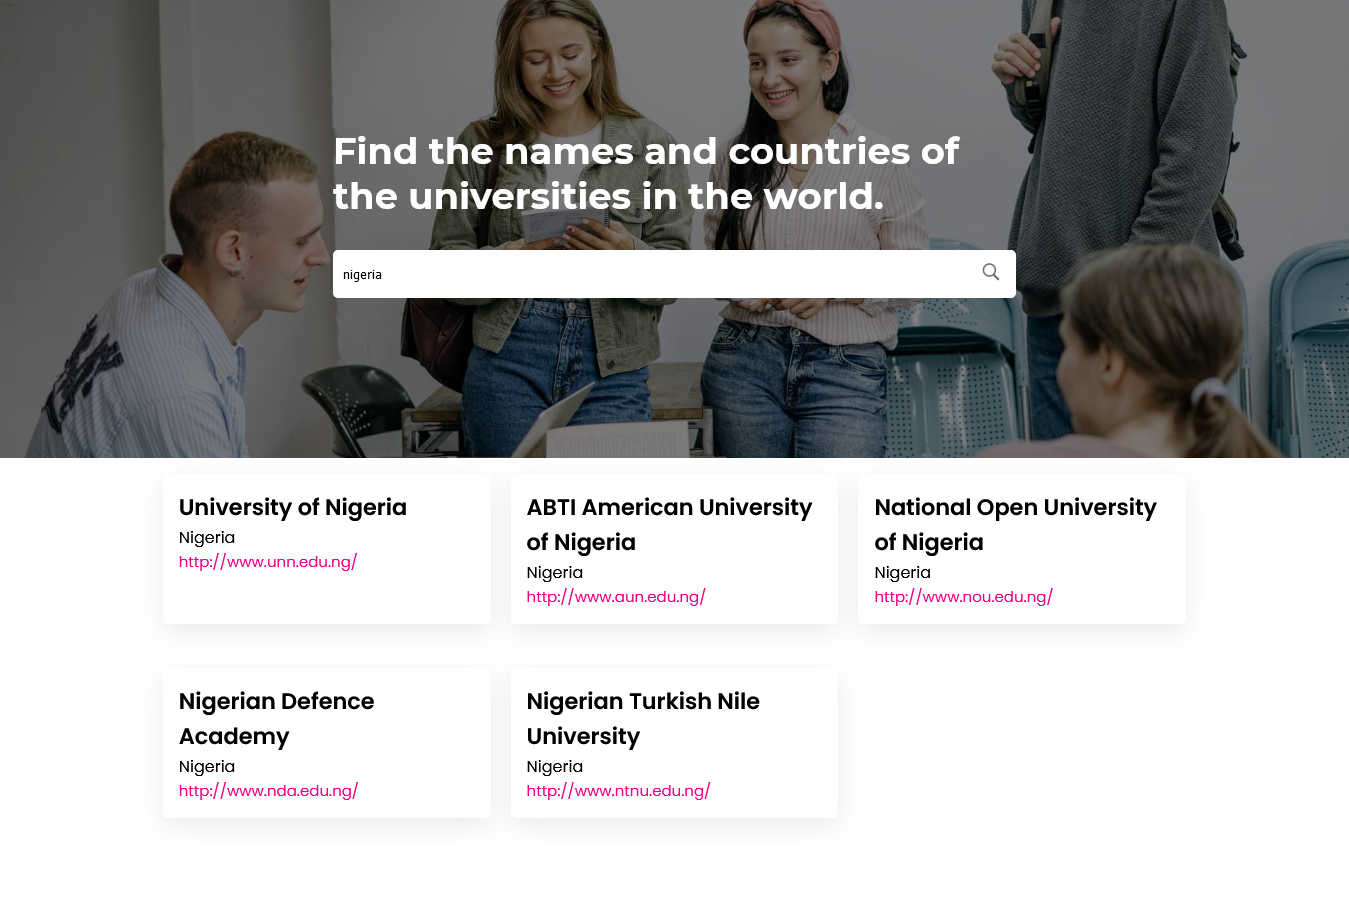 Find the names and countries of
the universities in the world.
nigeria
University of Nigeria
Nigeria
http://www.unn.edu.ng/
ABTI American University
of Nigeria
Nigeria
http://www.aun.edu.ng/
National Open University
of Nigeria
Nigeria
http://www.nou.edu.ng/
Nigerian Defence
Academy
Nigeria
http://www.nda.edu.ng/
Nigerian Turkish Nile
University
Nigeria
http://www.ntnu.edu.ng/